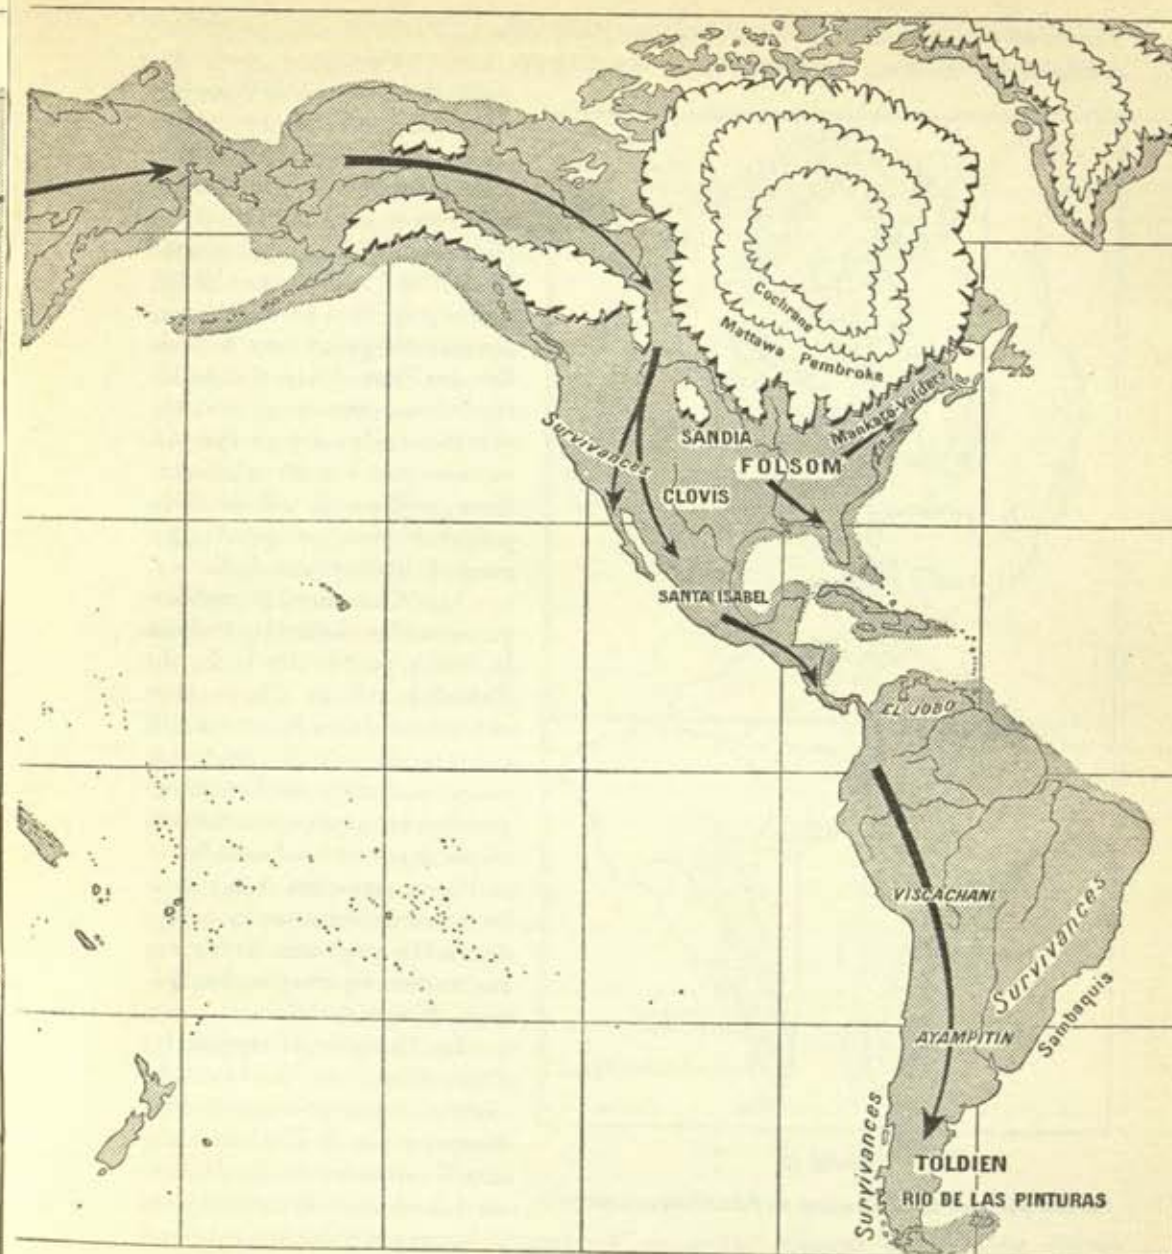 Cochrane
Mattawa Pembroke
Mankato-Valders
Survivances
SANDIA
FOLSOM
CLOVIS
SANTA ISABEL
EL JOBO
VISCACHANI
Survivances
Sambaquis
AYAMPITIN
Survivances
TOLDIEN
RIO DE LAS PINTURAS